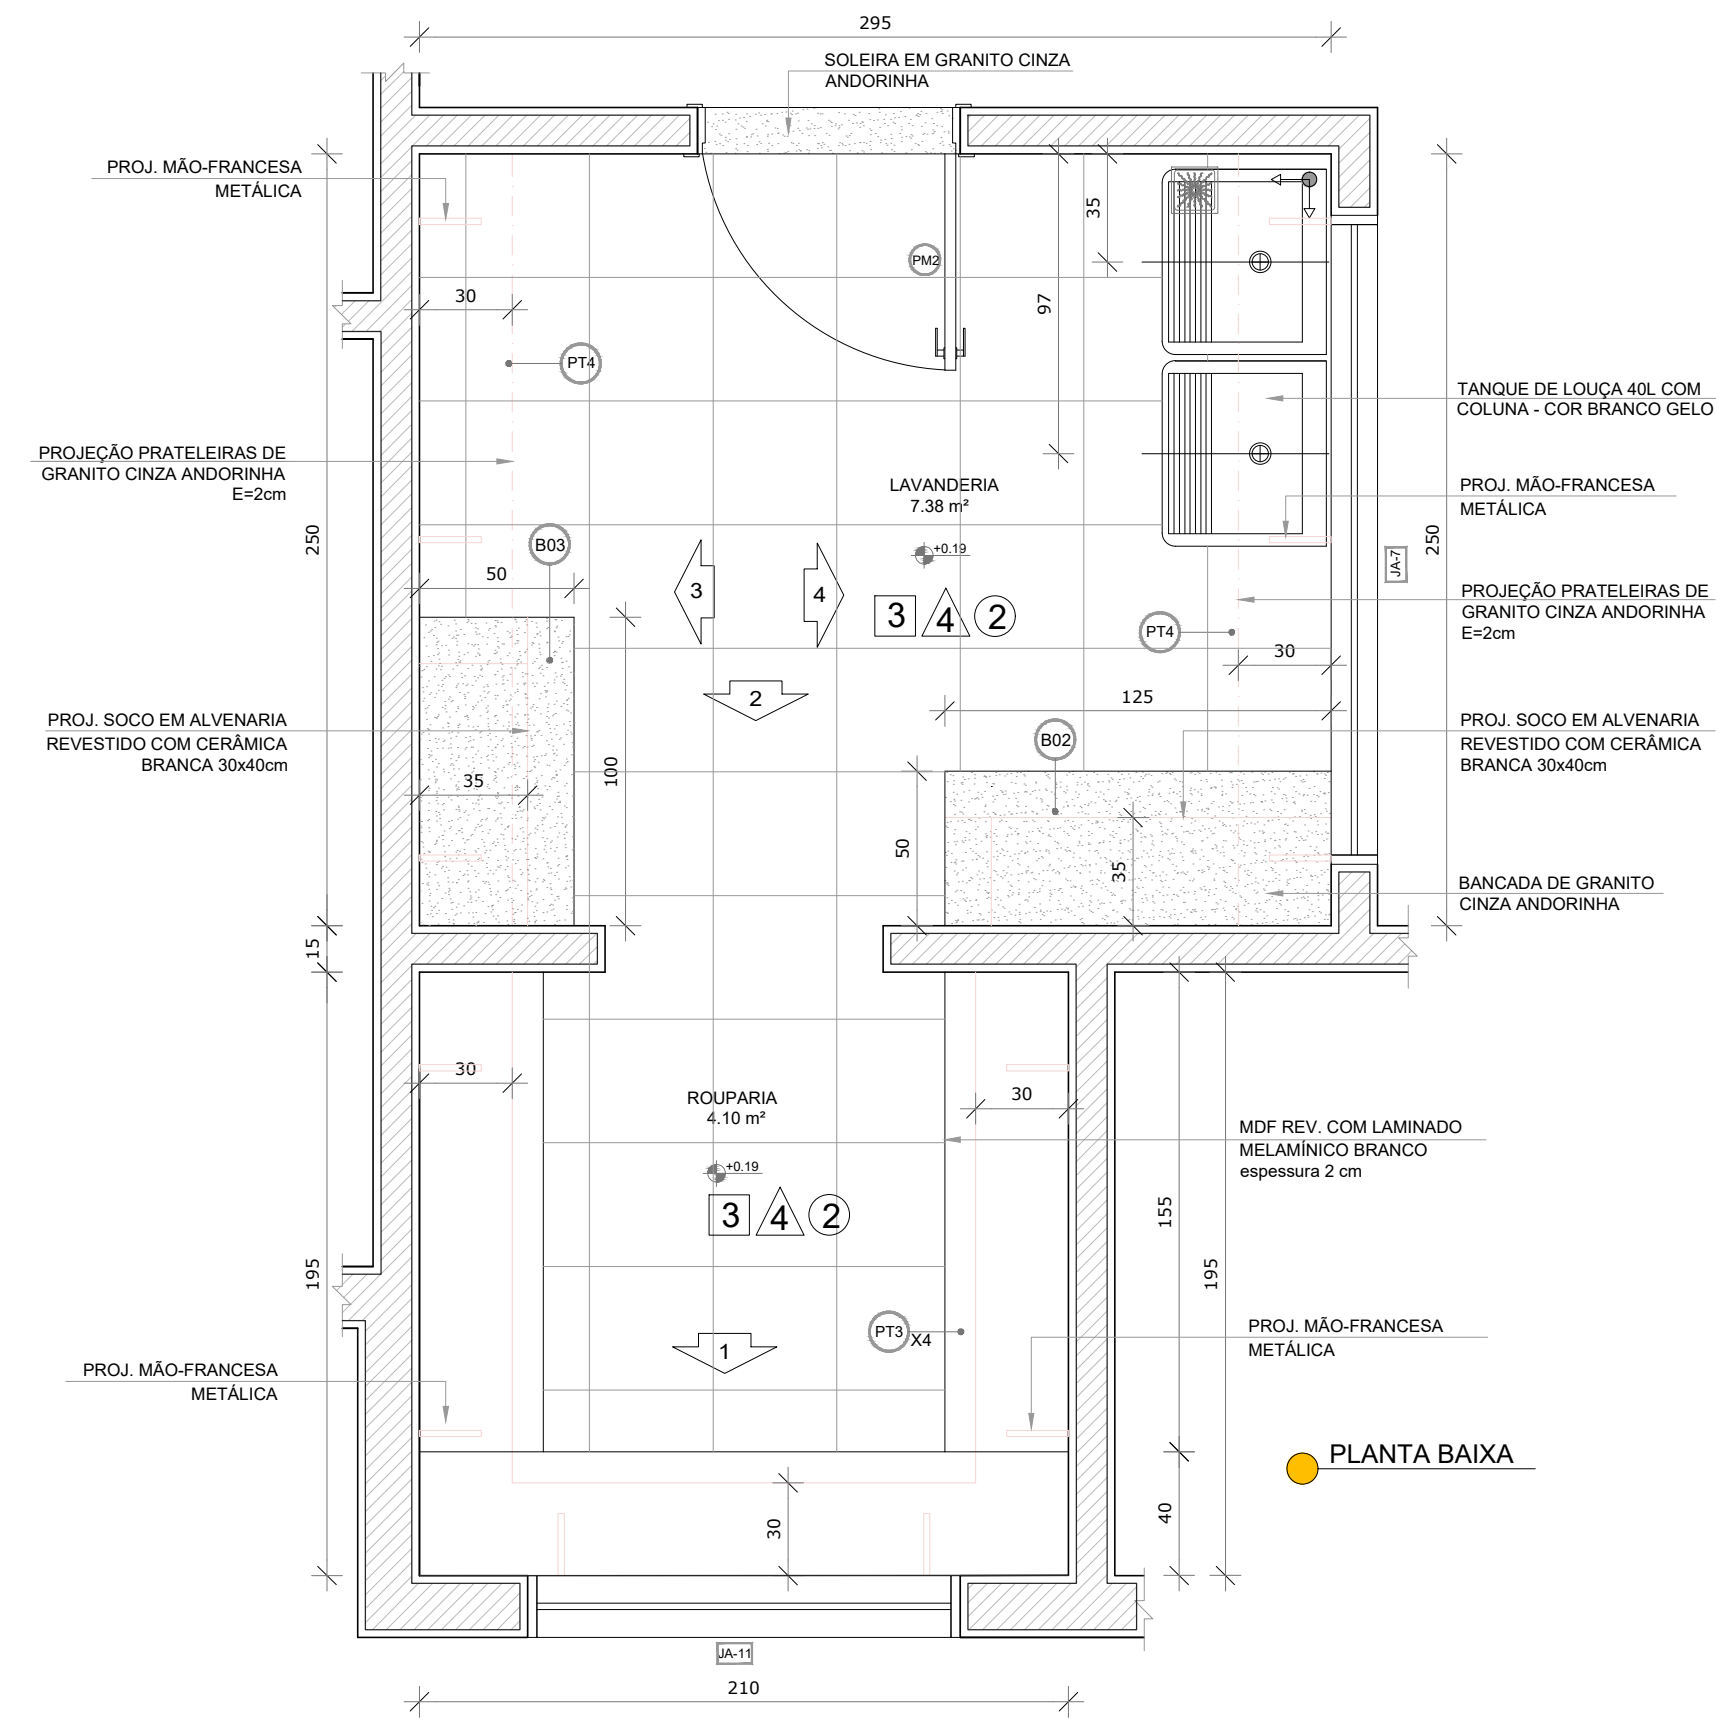 295
SOLEIRA EM GRANITO CINZA
ANDORINHA
PROJ. MÃO-FRANCESA
METÁLICA
35
PM2
30
97
PT4
TANQUE DE LOUÇA 40L COM
COLUNA - COR BRANCO GELO
PROJEÇÃO PRATELEIRAS DE
GRANITO CINZA ANDORINHA
E=2cm
LAVANDERIA
7.38 m²
PROJ. MÃO-FRANCESA
METÁLICA
250
B03
+0.19
250
JA-7
50
3
4
3
4
2
PROJEÇÃO PRATELEIRAS DE
GRANITO CINZA ANDORINHA
E=2cm
PT4
30
2
125
PROJ. SOCO EM ALVENARIA
REVESTIDO COM CERÂMICA
BRANCA 30x40cm
B02
PROJ. SOCO EM ALVENARIA
REVESTIDO COM CERÂMICA
BRANCA 30x40cm
35
100
50
35
BANCADA DE GRANITO
CINZA ANDORINHA
15
30
ROUPARIA
4.10 m²
30
MDF REV. COM LAMINADO
MELAMÍNICO BRANCO
espessura 2 cm
+0.19
3
4
2
155
195
195
PT3
X4
1
PROJ. MÃO-FRANCESA
METÁLICA
PROJ. MÃO-FRANCESA
METÁLICA
PLANTA BAIXA
40
30
JA-11
210